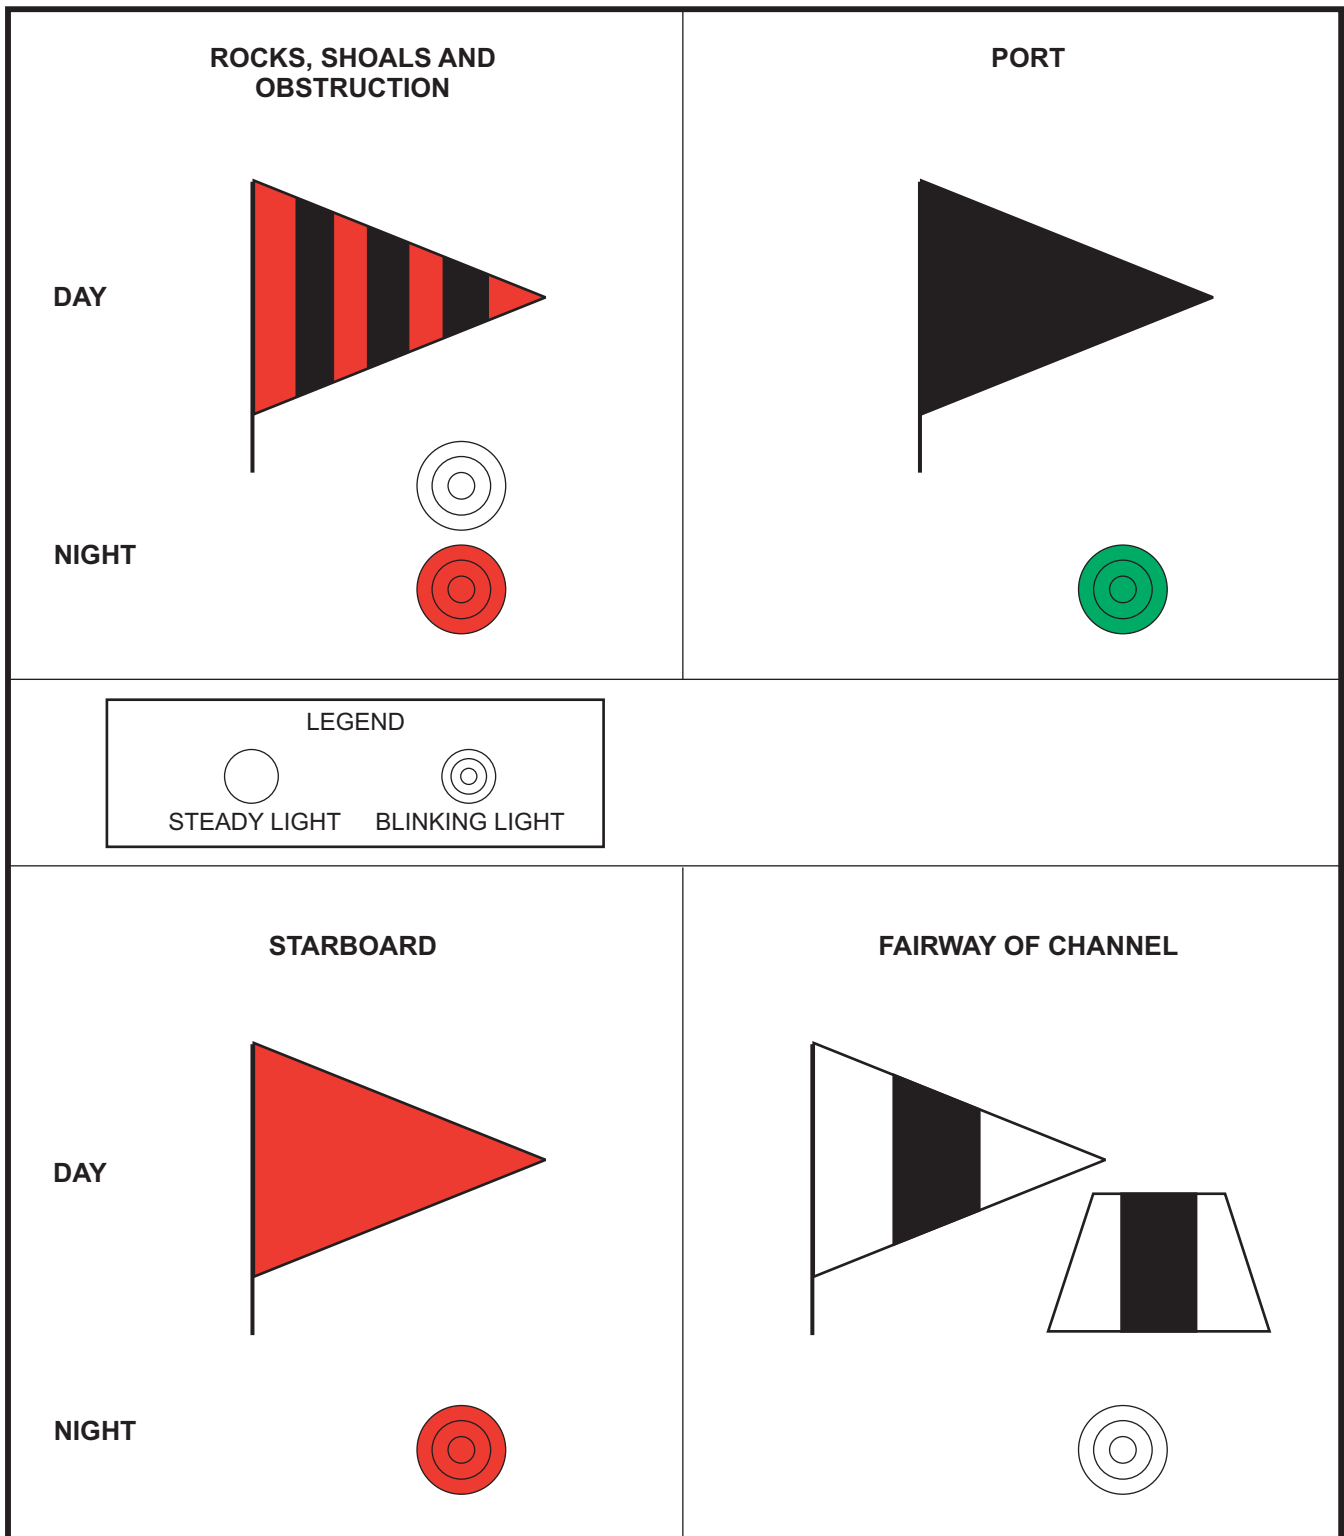 ROCKS, SHOALS AND
OBSTRUCTION
PORT
DAY
NIGHT
LEGEND
STEADY LIGHT
BLINKING LIGHT
STARBOARD
FAIRWAY OF CHANNEL
DAY
NIGHT